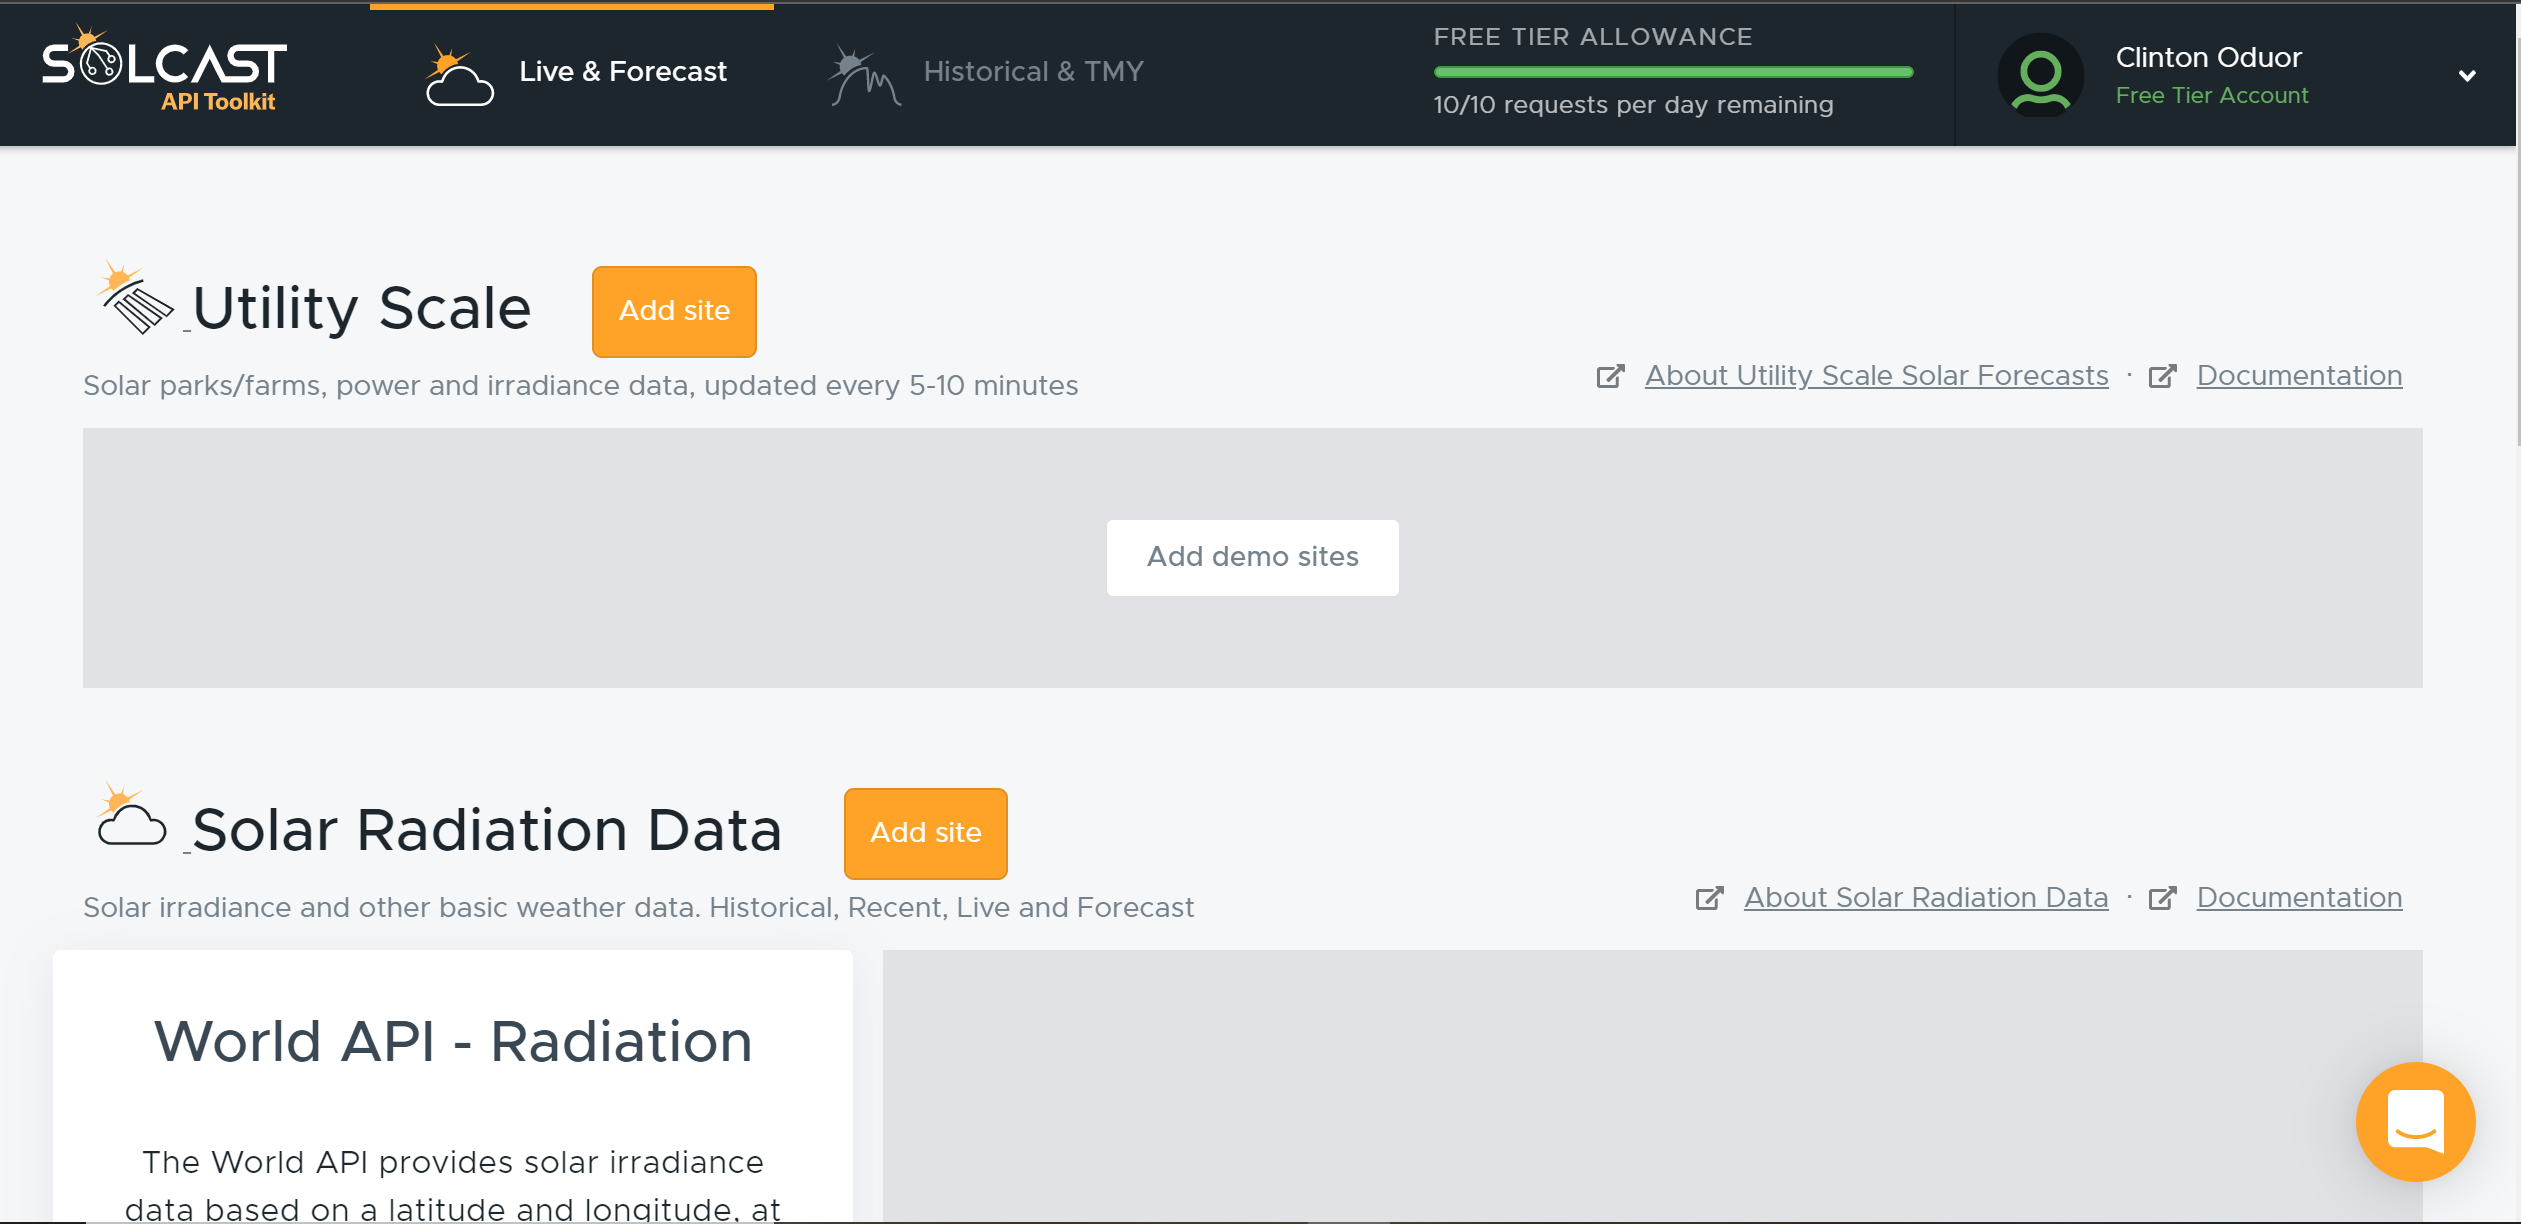 SOLCAST
API Toolkit
Live & Forecast
Historical & TMY
FREE TIER ALLOWANCE
10/10 requests per day remaining
Clinton Oduor
Free Tier Account
Utility Scale
Add site
Solar parks/farms, power and irradiance data, updated every 5-10 minutes
About Utility Scale Solar Forecasts · Documentation
Add demo sites
Solar Radiation Data
Add site
Solar irradiance and other basic weather data. Historical, Recent, Live and Forecast
About Solar Radiation Data · Documentation
World API - Radiation
The World API provides solar irradiance
data based on a latitude and longitude, at